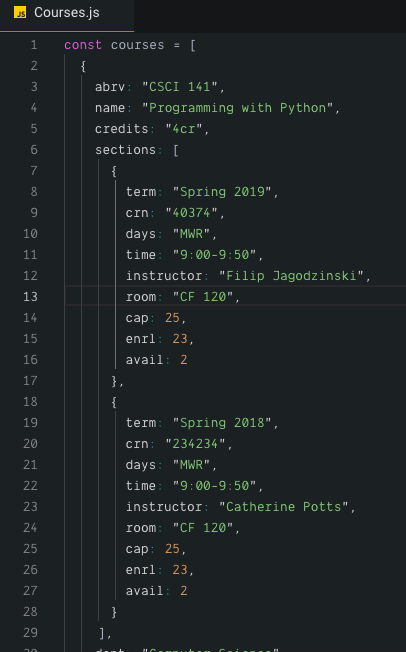 JS Courses.js
1 const courses = [
2 {
3 abrv: "CSCI 141",
4 name: "Programming with Python",
5 credits: "4cr",
6 sections: [
7 {
8 term: "Spring 2019",
9 crn: "40374",
10 days: "MWR",
11 time: "9:00-9:50",
12 instructor: "Filip Jagodzinski",
13 room: "CF 120",
14 cap: 25,
15 enrl: 23,
16 avail: 2
17 },
18 {
19 term: "Spring 2018",
20 crn: "234234",
21 days: "MWR",
22 time: "9:00-9:50",
23 instructor: "Catherine Potts",
24 room: "CF 120",
25 cap: 25,
26 enrl: 23,
27 avail: 2
28 }
29 ],